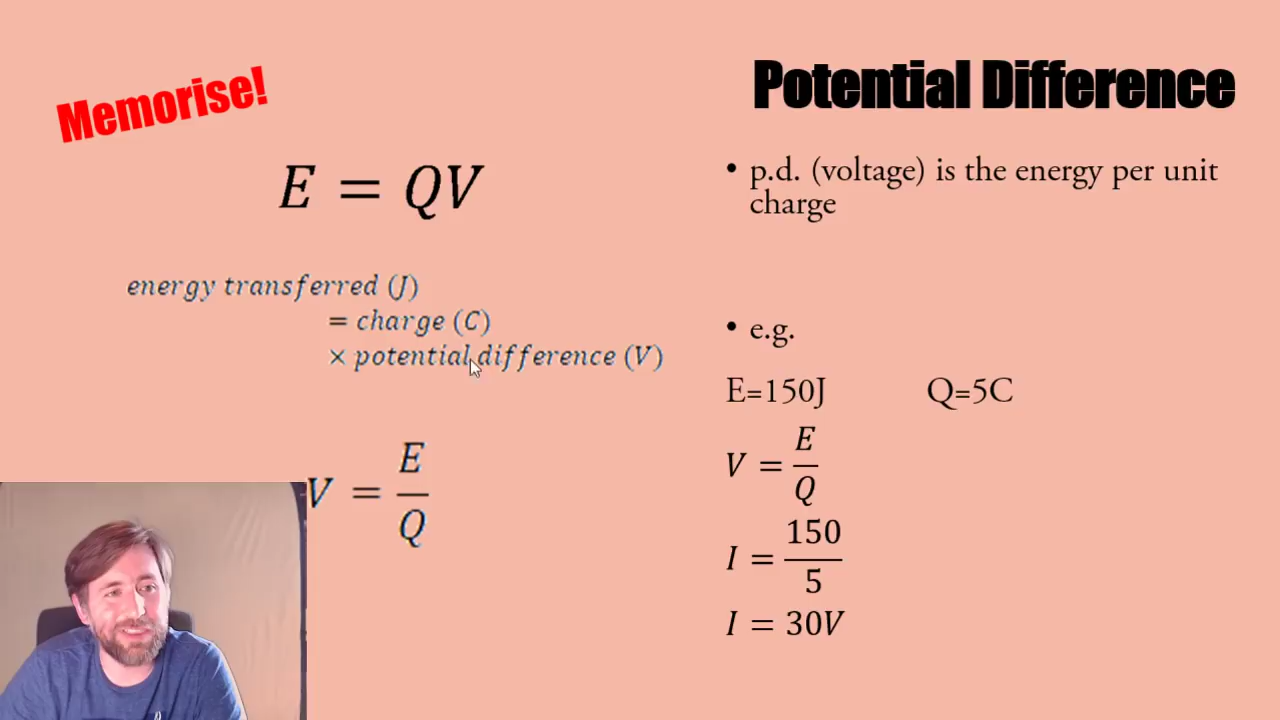 Memorise!
E = QV
energy transferred (J)
= charge (C)
× potential difference (V)
V = E/Q
Potential Difference
• p.d. (voltage) is the energy per unit
charge
• e.g.
E=150J Q=5C
V = E/Q
I = 150/5
I = 30V